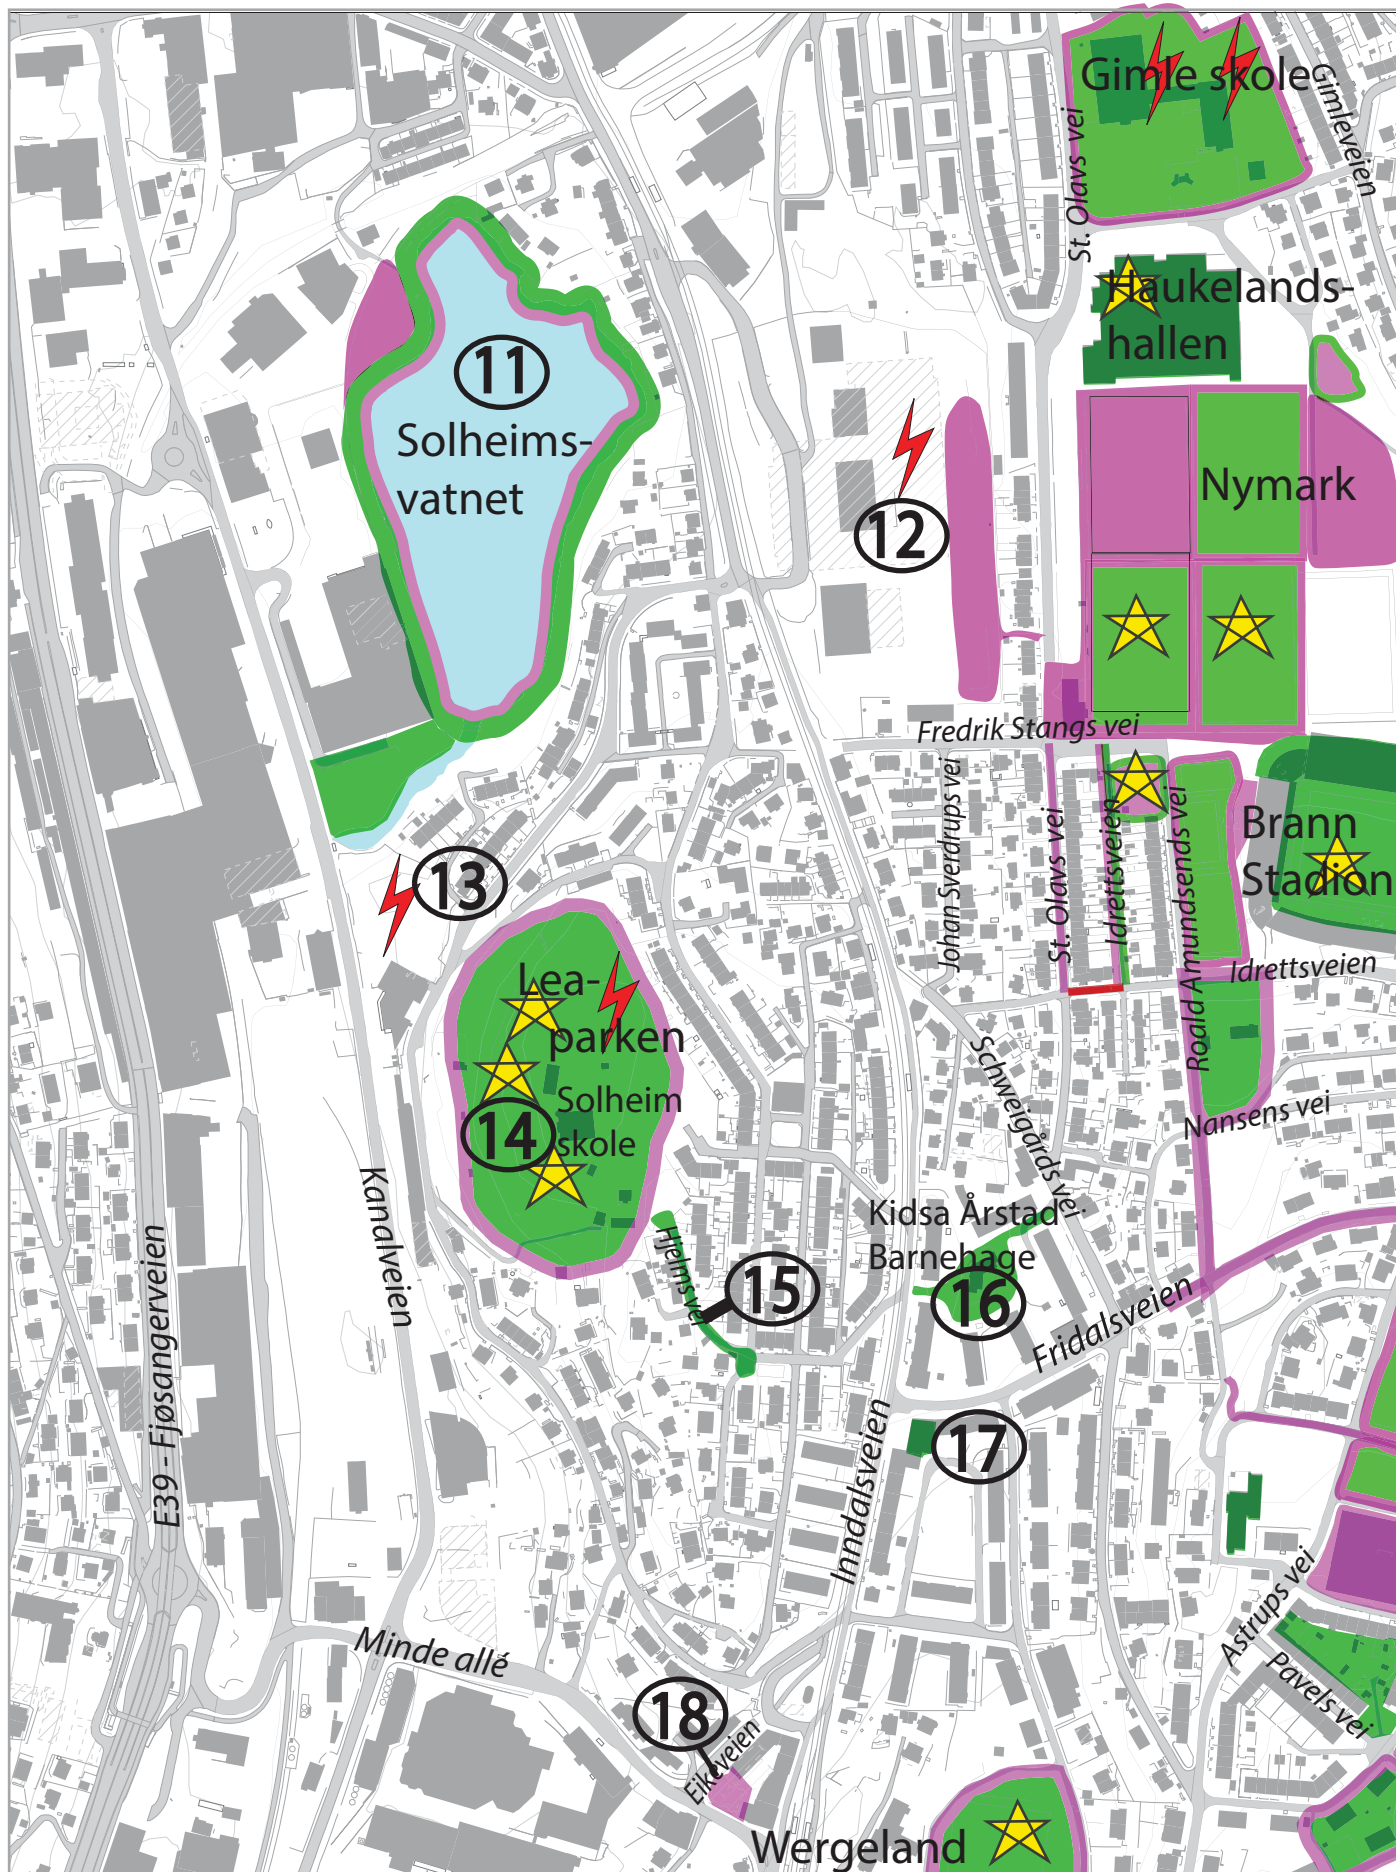 Gimle skole
Gimleveien
St. Olavs vei
Haukelands-
hallen
11
Solheims-
vatnet
Nymark
12
Fredrik Stangs vei
Johan Sverdrups vei
St. Olavs vei
Idrettsveien
Roald Amundsends vei
Brann
Stadion
13
Idrettsveien
Lea-
parken
Solheim
skole
14
Schweigårds vei
Nansens vei
Kanalveien
Kidsa Årstad
Barnehage
Hjelms vei
15
16
E39 - Fjøsangerveien
Fridalsveien
Inndalsveien
17
Astrups vei
Minde allé
Pavels vei
18
Eikeveien
Wergeland